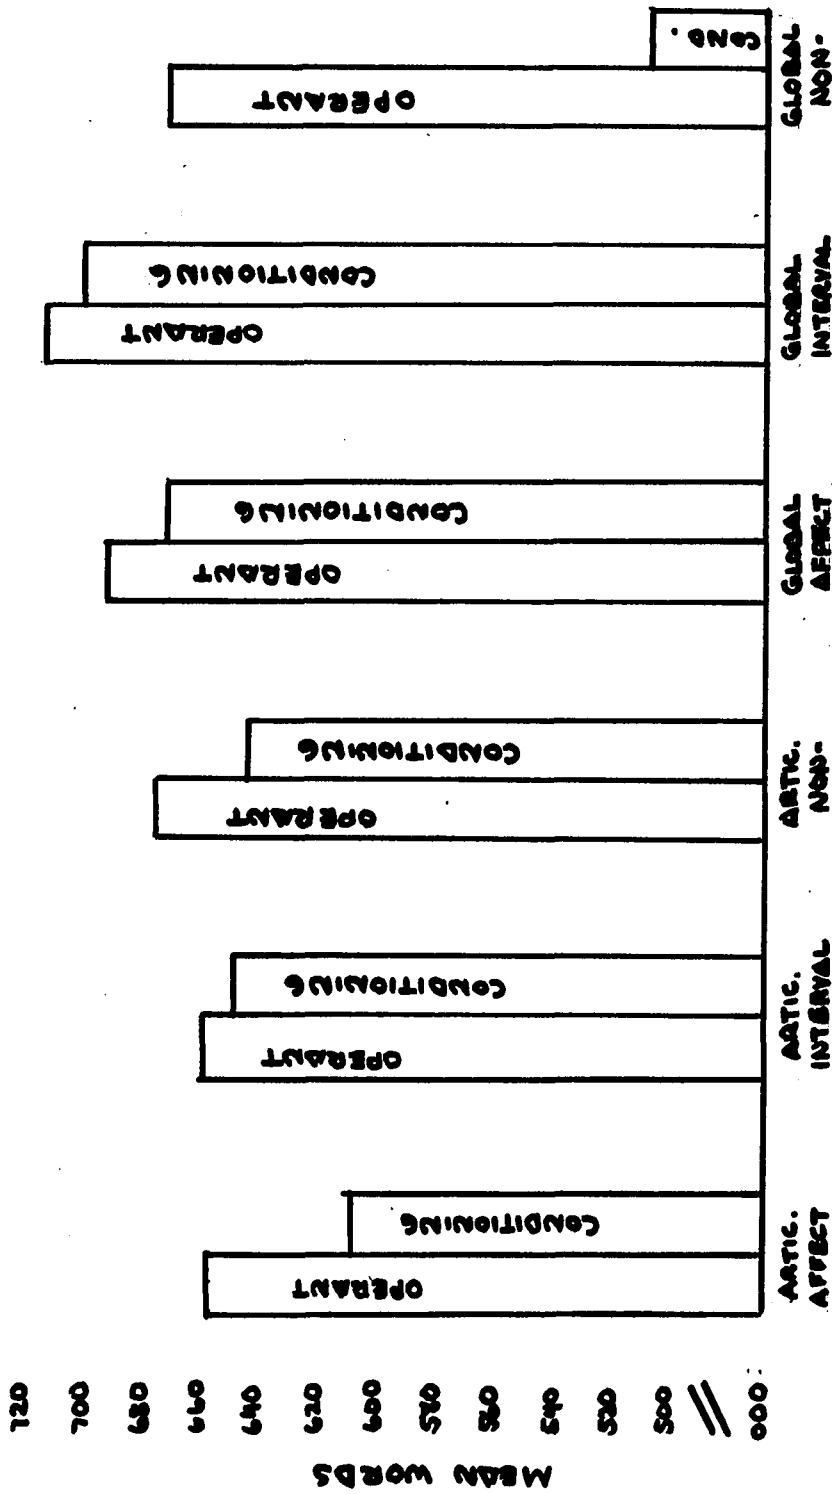 MEAN WORDS
720
700
680
660
640
620
600
580
560
540
520
500
000
OPERANT
CONDITIONING
OPERANT
CONDITIONING
OPERANT
CONDITIONING
OPERANT
CONDITIONING
OPERANT
CONDITIONING
OPERANT
COND.
ARTIC.
AFFECT
ARTIC.
INTERVAL
ARTIC.
NON-
GLOBAL
AFFECT
GLOBAL
INTERVAL
GLOBAL
NON-